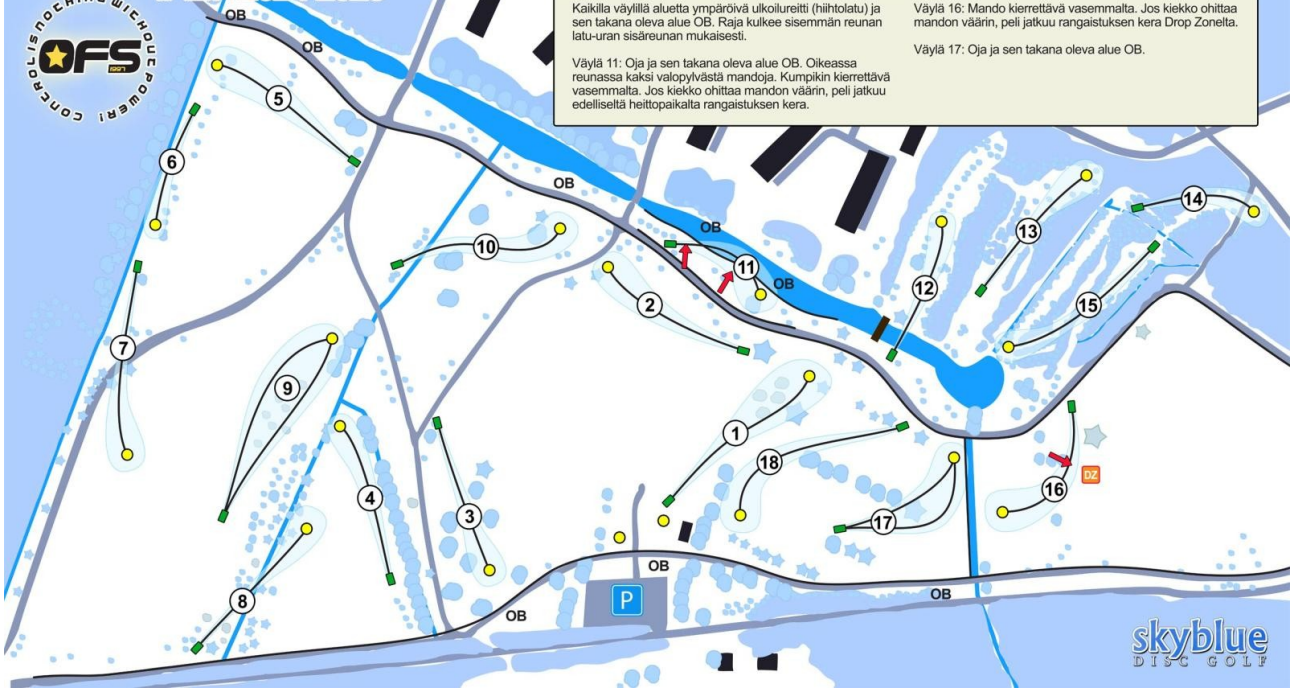 CONTROL IS NOTHING WITHOUT POWER!
OFS
1997
Kaikilla väylillä aluetta ympäröivä ulkoilureitti (hiihtolatu) ja
sen takana oleva alue OB. Raja kulkee sisemmän reunan
latu-uran sisäreunan mukaisesti.
Väylä 11: Oja ja sen takana oleva alue OB. Oikeassa
reunassa kaksi valopylvästä mandoja. Kumpikin kierrettävä
vasemmalta. Jos kiekko ohittaa mandon väärin, peli jatkuu
edelliseltä heittopaikalta rangaistuksen kera.
Väylä 16: Mando kierrettävä vasemmalta. Jos kiekko ohittaa
mandon väärin, peli jatkuu rangaistuksen kera Drop Zonelta.
Väylä 17: Oja ja sen takana oleva alue OB.
OB
OB
5
6
OB
14
13
10
OB
11
OB
12
2
15
7
9
1
18
DZ
16
4
3
17
8
OB
P
OB
OB
skyblue
DISC GOLF